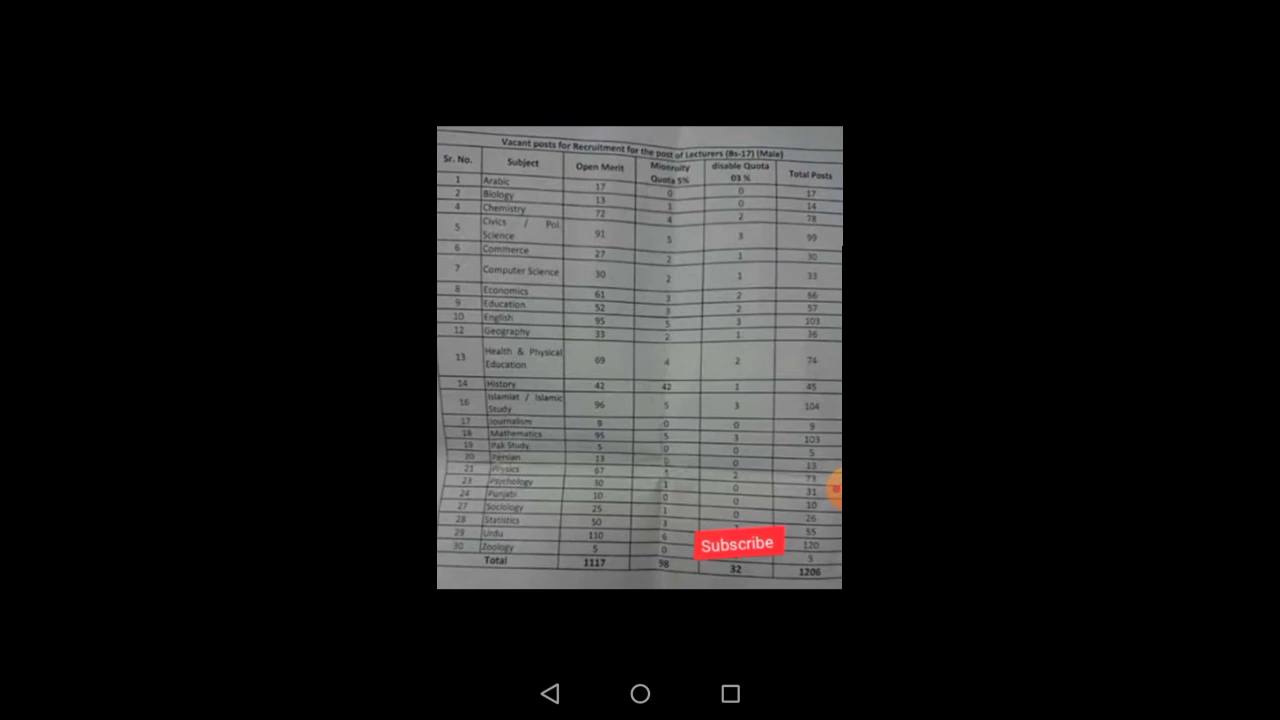 Vacant posts for Recruitment for the post of Lecturers (Bs-17) (Male)
Sr. No. Subject Open Merit Mionruity Quota 5% disable Quota 03 % Total Posts
1 Arabic 17 0 0 17
2 Biology 13 1 0 14
4 Chemistry 72 4 2 78
5 Civics / Pol Science 91 5 3 99
6 Commerce 27 2 1 30
7 Computer Science 30 2 1 33
8 Economics 61 3 2 66
9 Education 52 3 2 57
10 English 95 5 3 103
12 Geography 33 2 1 36
13 Health & Physical Education 69 4 2 74
14 History 42 42 1 45
16 Islamiat / Islamic Study 96 5 3 104
17 Journalism 9 0 0 9
18 Mathematics 95 5 3 103
19 Pak Study 5 0 0 5
20 Persian 13 0 13
21 Physics 67 2 73
23 Psychology 30 1 0 31
24 Punjabi 10 0 0 10
27 Sociology 25 1 0 26
28 Statistics 50 3 55
29 Urdu 110 6 120
30 Zoology 5 0 5
Total 1117 98 32 1206
Subscribe